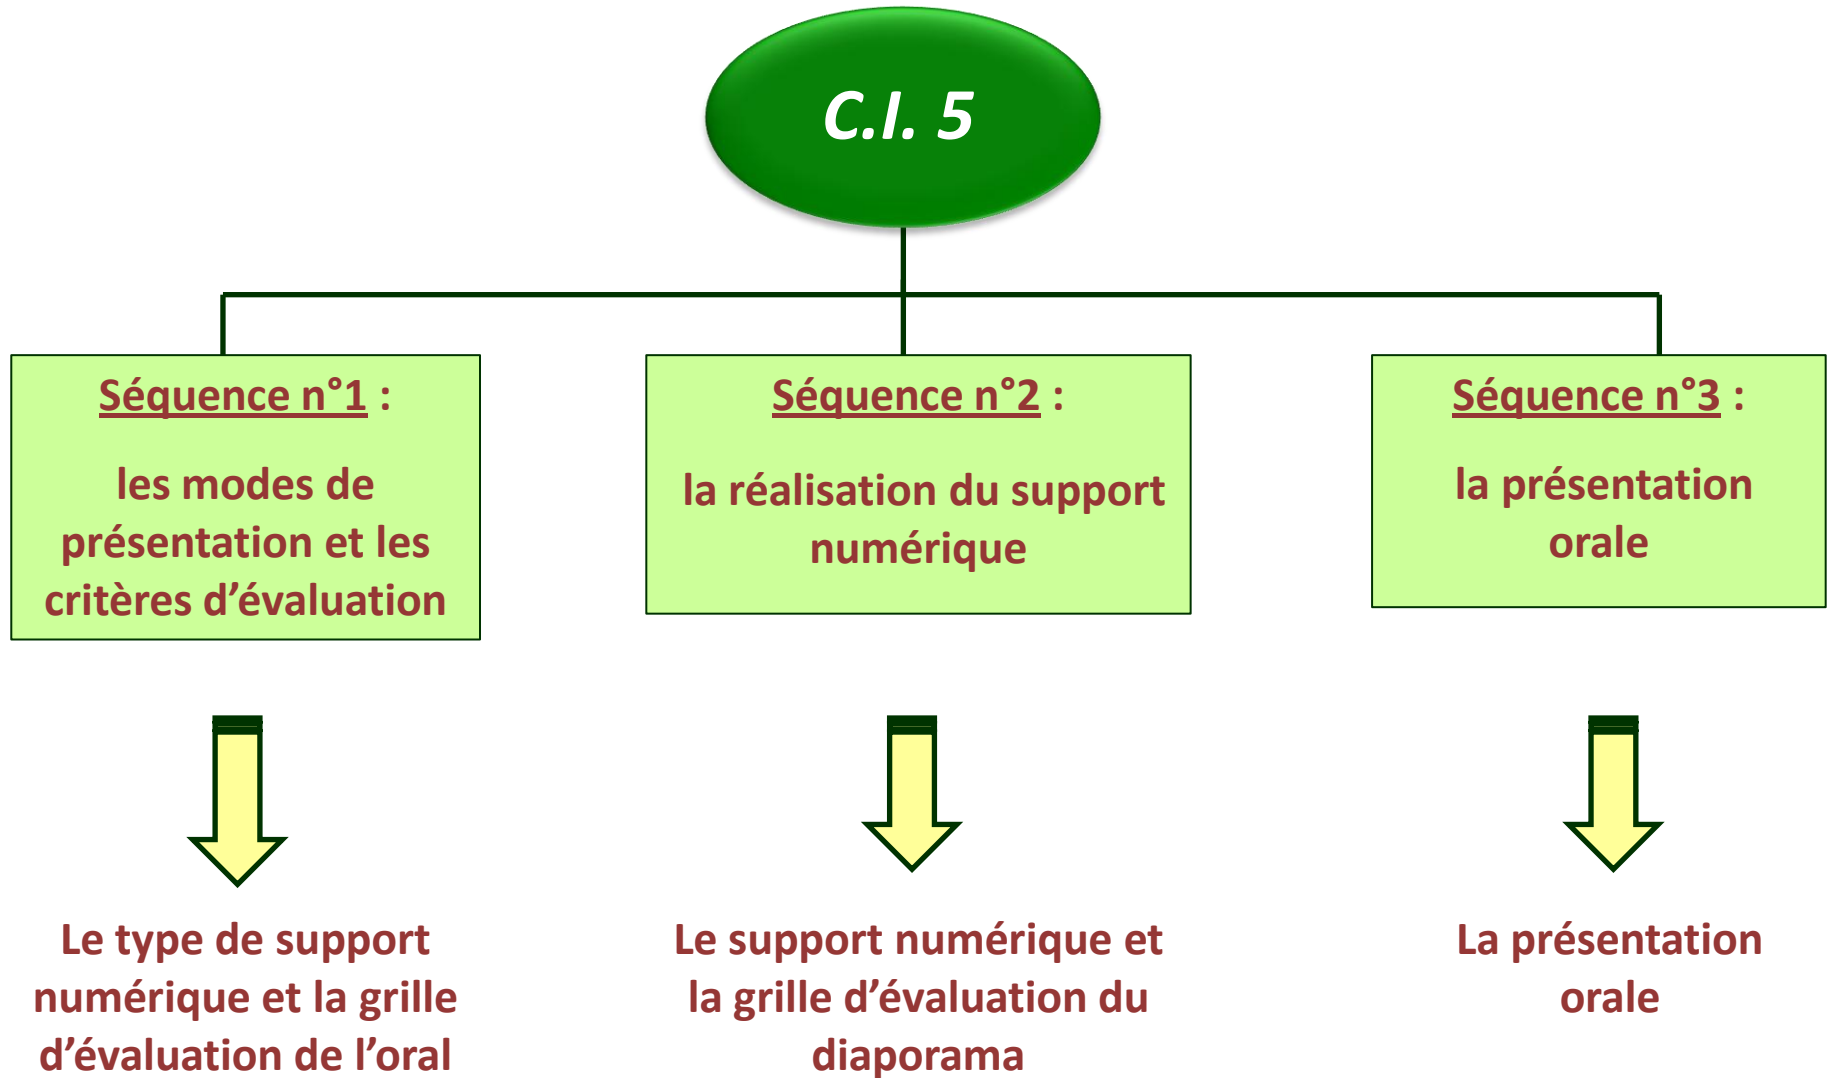 C.I. 5
Séquence n°1 :
les modes de
présentation et les
critères d’évaluation
Séquence n°2 :
la réalisation du support
numérique
Séquence n°3 :
la présentation
orale
Le type de support
numérique et la grille
d’évaluation de l’oral
Le support numérique et
la grille d’évaluation du
diaporama
La présentation
orale